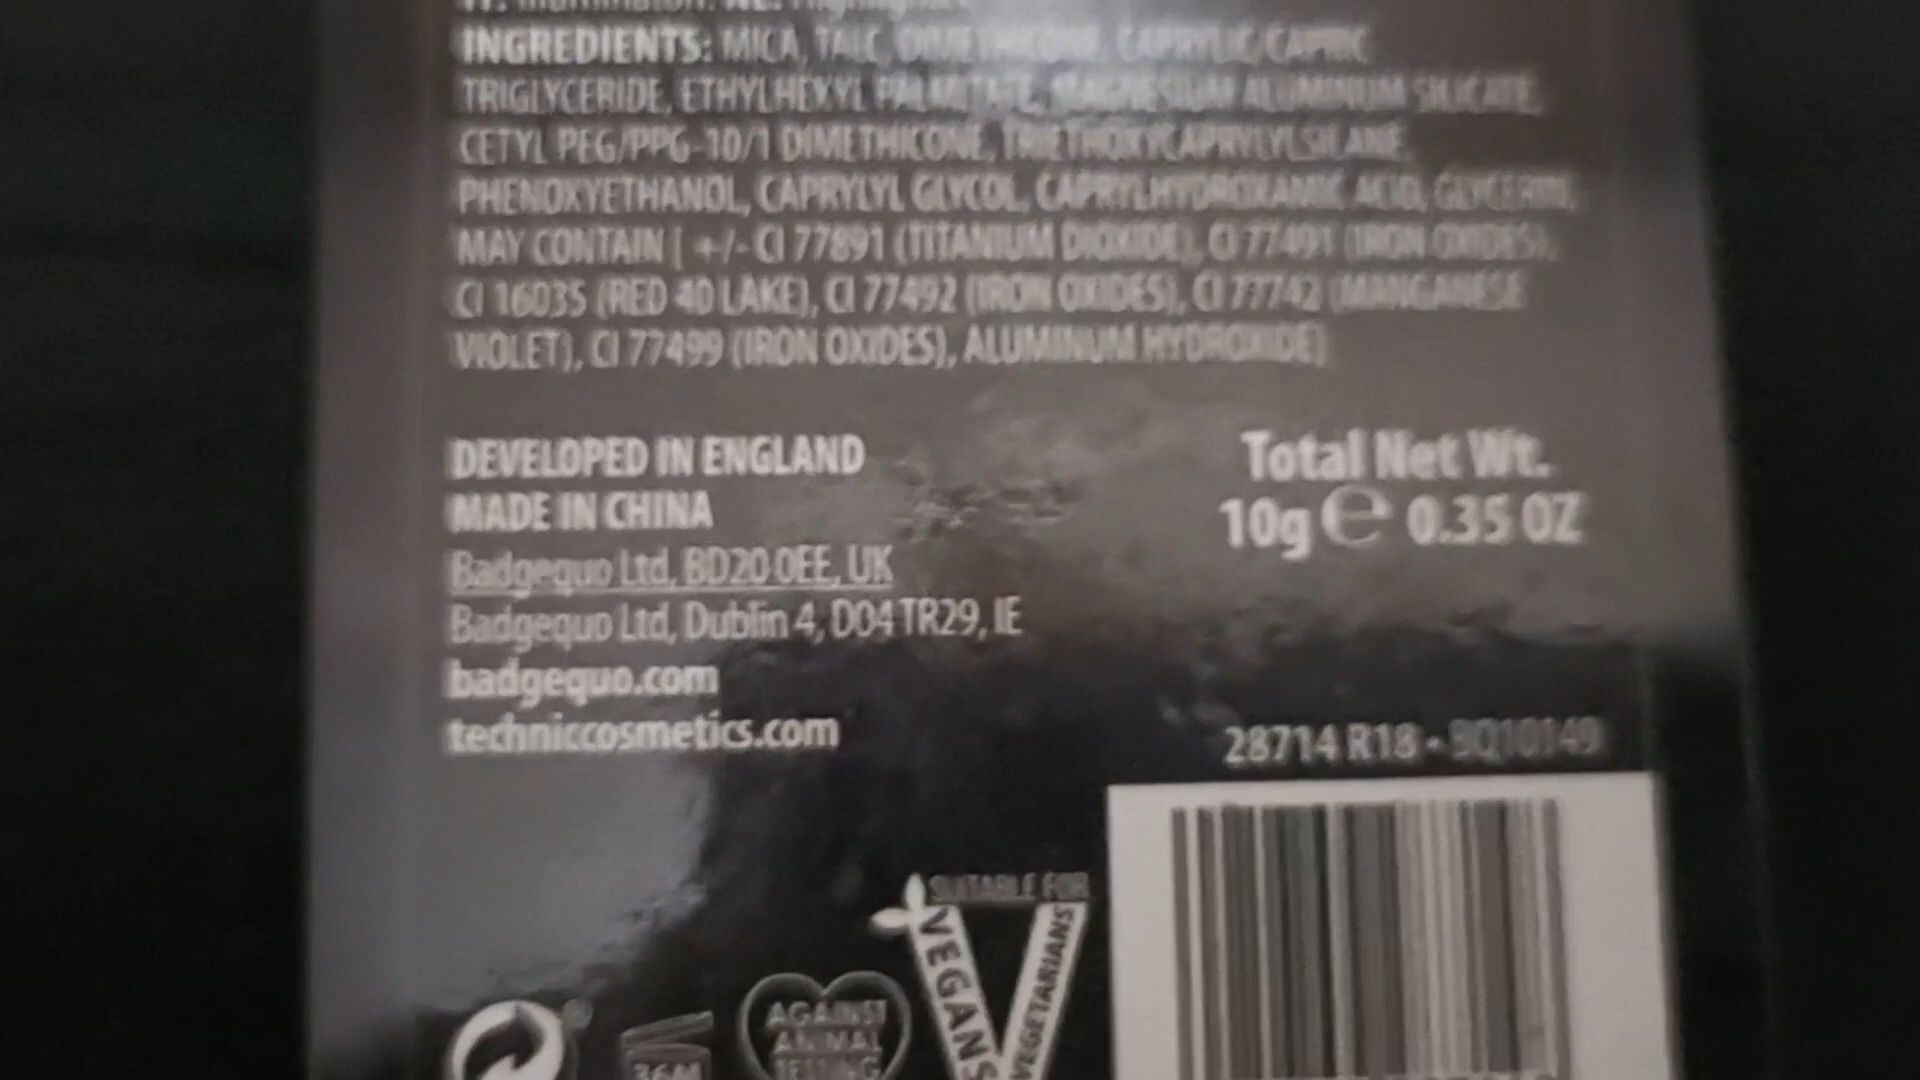 INGREDIENTS: MICA, TALC, DIMETHICONE, CAPRYLIC/CAPRIC
TRIGLYCERIDE, ETHYLHEXYL PALMITATE, MAGNESIUM ALUMINUM SILICATE,
CETYL PEG/PPG-10/1 DIMETHICONE, TRIETHOXYCAPRYLYLSILANE,
PHENOXYETHANOL, CAPRYLYL GLYCOL, CAPRYLHYDROXAMIC ACID, GLYCERIN,
MAY CONTAIN [ +/- CI 77891 (TITANIUM DIOXIDE), CI 77491 (IRON OXIDES),
CI 16035 (RED 40 LAKE), CI 77492 (IRON OXIDES), CI 77742 (MANGANESE
VIOLET), CI 77499 (IRON OXIDES), ALUMINUM HYDROXIDE]
DEVELOPED IN ENGLAND
MADE IN CHINA
Badgequo Ltd, BD20 0EE, UK
Badgequo Ltd, Dublin 4, D04 TR29, IE
badgequo.com
techniccosmetics.com
Total Net Wt.
10g e 0.35 OZ
28714 R18 - BQ10149
SUITABLE FOR
VEGANS
VEGETARIANS
AGAINST
ANIMAL
TESTING
36M